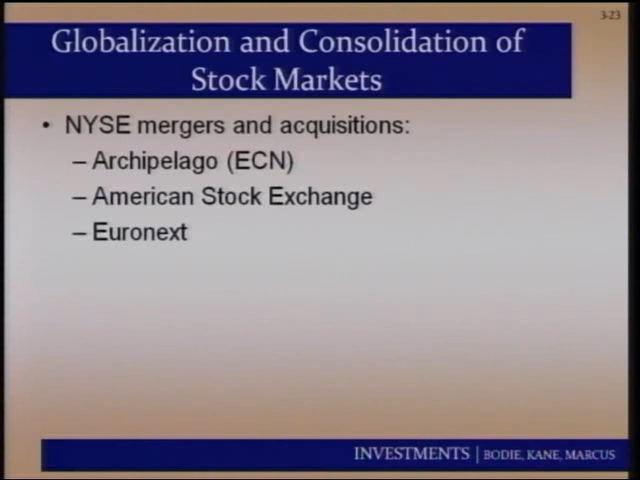 3-23
Globalization and Consolidation of
Stock Markets
• NYSE mergers and acquisitions:
– Archipelago (ECN)
– American Stock Exchange
– Euronext
INVESTMENTS | BODIE, KANE, MARCUS